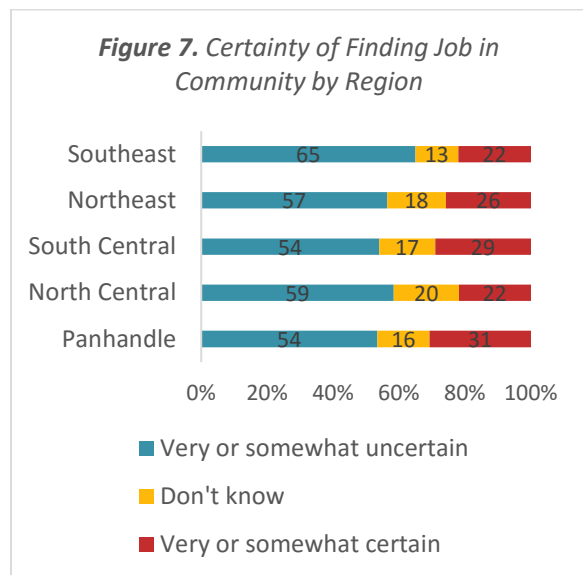 Figure 7. Certainty of Finding Job in
Community by Region
Southeast 65 13 22
Northeast 57 18 26
South Central 54 17 29
North Central 59 20 22
Panhandle 54 16 31
0% 20% 40% 60% 80% 100%
Very or somewhat uncertain
Don't know
Very or somewhat certain